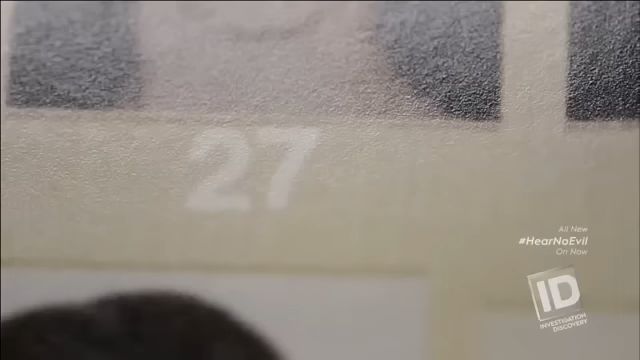 27
All New
#HearNoEvil
On Now
ID
INVESTIGATION
DISCOVERY